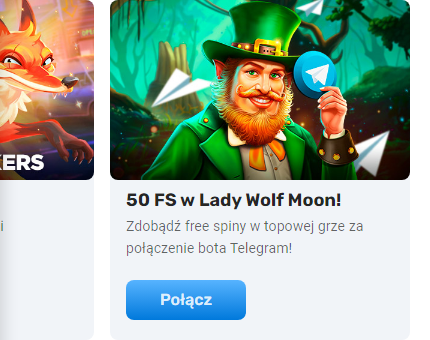 ERS
50 FS w Lady Wolf Moon!
i
Zdobądź free spiny w topowej grze za
połączenie bota Telegram!
Połącz